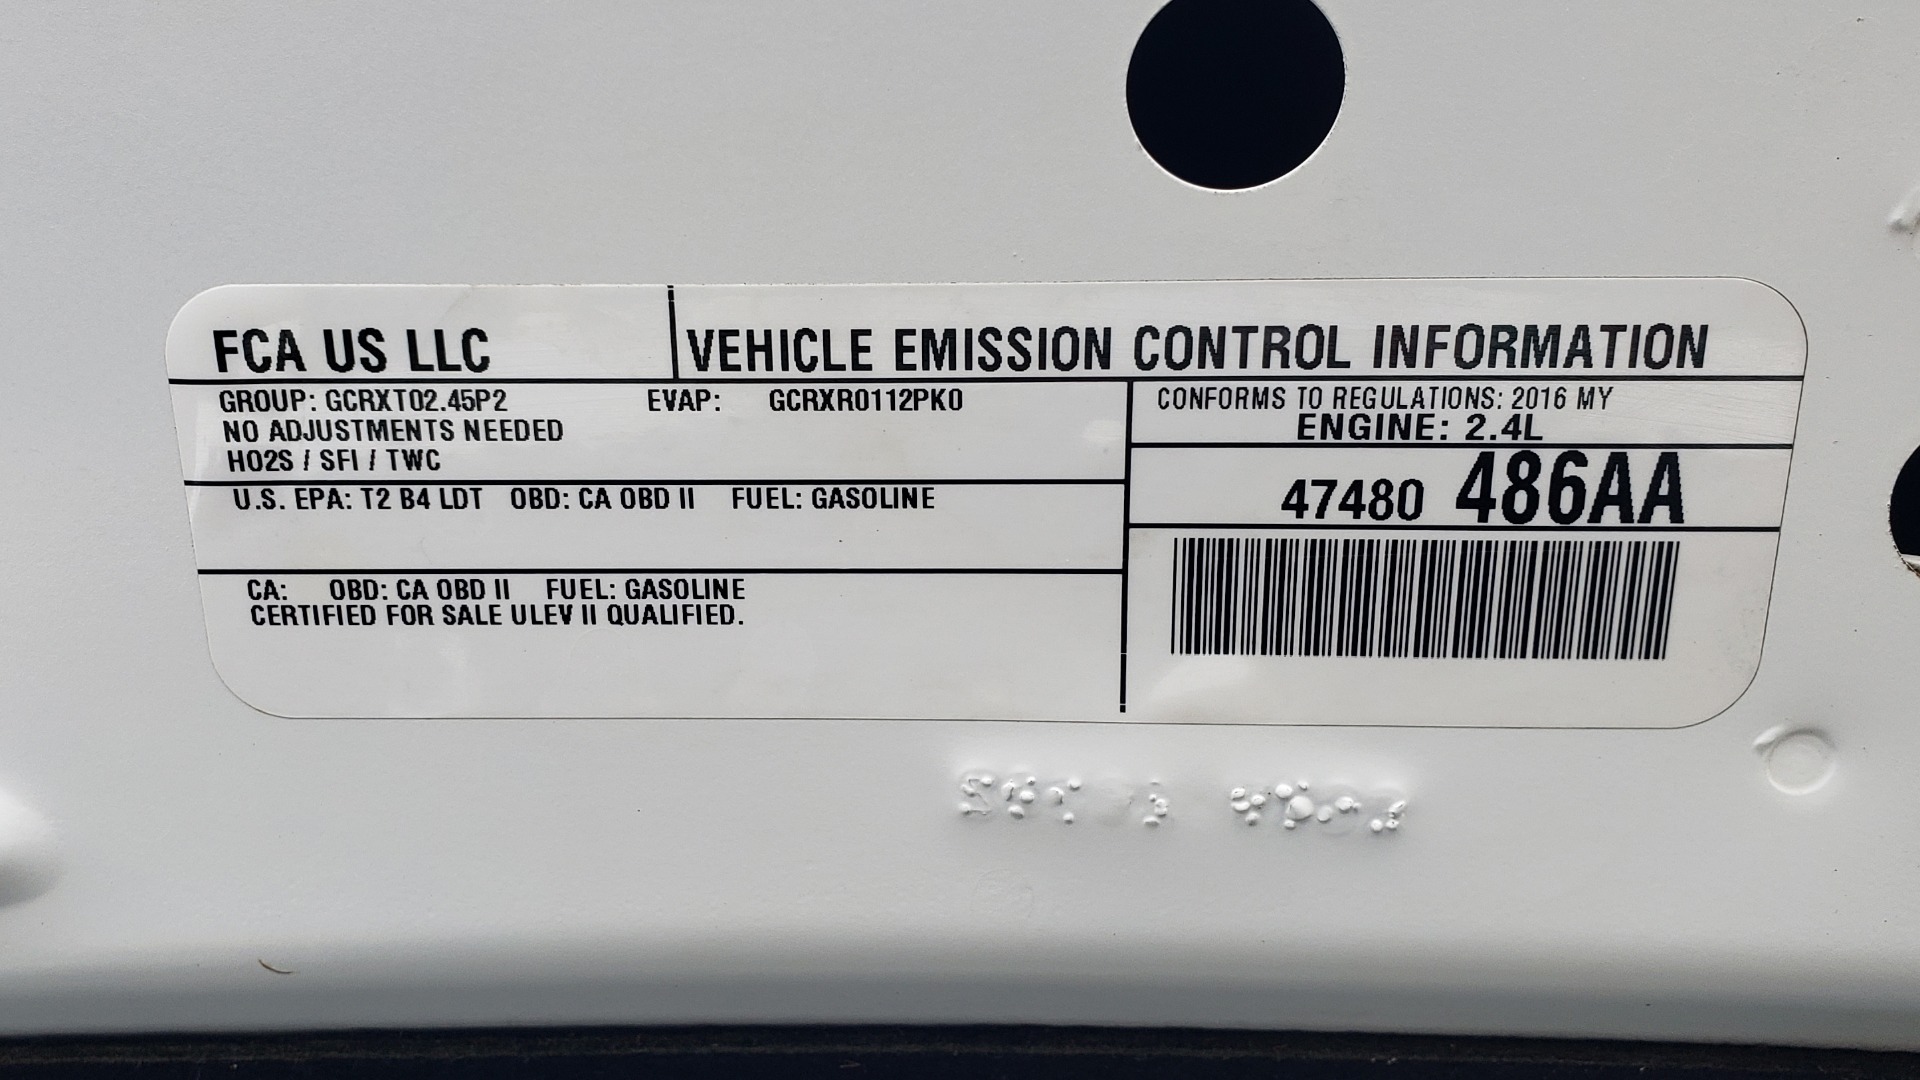 FCA US LLC
VEHICLE EMISSION CONTROL INFORMATION
GROUP: GCRXT02.45P2 EVAP: GCRXR0112PK0
NO ADJUSTMENTS NEEDED
HO2S / SFI / TWC
U.S. EPA: T2 B4 LDT OBD: CA OBD II FUEL: GASOLINE
CA: OBD: CA OBD II FUEL: GASOLINE
CERTIFIED FOR SALE ULEV II QUALIFIED.
CONFORMS TO REGULATIONS: 2016 MY
ENGINE: 2.4L
47480 486AA